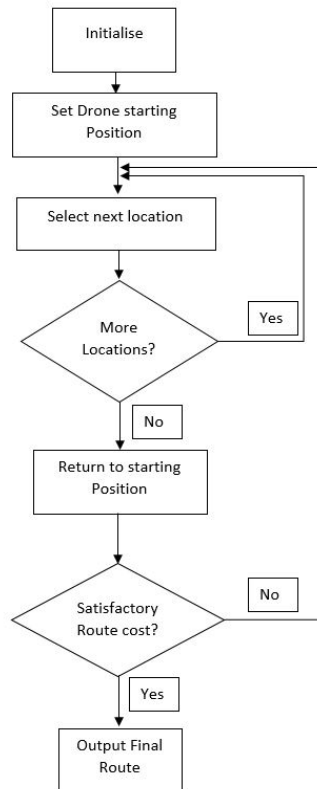 Initialise
Set Drone starting
Position
Select next location
More
Locations?
Yes
No
Return to starting
Position
Satisfactory
Route cost?
No
Yes
Output Final
Route